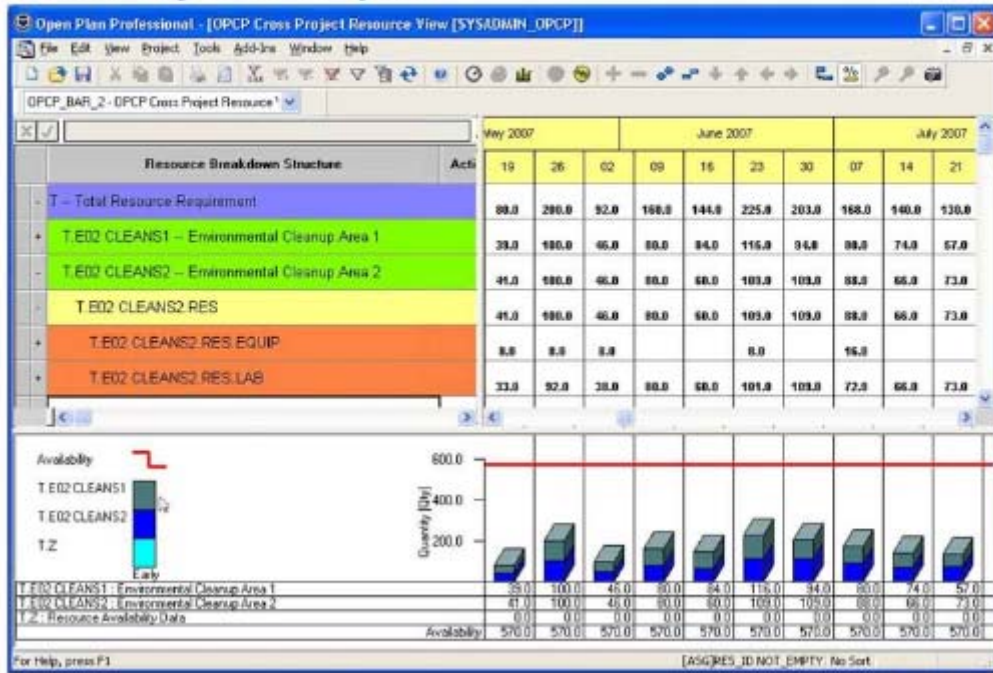 Open Plan Professional - [OPCP Cross Project Resource View [SYSADMIN_OPCP]]
File Edit View Project Tools Add-Ins Window Help
OPCP_BAR_2 - OPCP Cross Project Resource
May 2007 June 2007 July 2007
Resource Breakdown Structure Acti 19 26 02 09 16 23 30 07 14 21
T -- Total Resource Requirement 80.0 200.0 92.0 160.0 144.0 225.0 203.0 168.0 140.0 130.0
T.E02 CLEANS1 -- Environmental Cleanup Area 1 39.0 100.0 46.0 80.0 84.0 116.0 94.0 80.0 74.0 57.0
T.E02 CLEANS2 -- Environmental Cleanup Area 2 41.0 100.0 46.0 80.0 60.0 109.0 109.0 88.0 66.0 73.0
T.E02 CLEANS2.RES 41.0 100.0 46.0 80.0 60.0 109.0 109.0 88.0 66.0 73.0
T.E02 CLEANS2.RES.EQUIP 8.0 8.0 8.0 8.0 16.0
T.E02 CLEANS2.RES.LAB 33.0 92.0 38.0 80.0 60.0 101.0 109.0 72.0 66.0 73.0
Availability
T.E02 CLEANS1
T.E02 CLEANS2
T.Z
Early
Quantity [Qty]
600.0
400.0
200.0
T.E02 CLEANS1 : Environmental Cleanup Area 1 39.0 100.0 46.0 80.0 84.0 116.0 94.0 80.0 74.0 57.0
T.E02 CLEANS2 : Environmental Cleanup Area 2 41.0 100.0 46.0 80.0 60.0 109.0 109.0 88.0 66.0 73.0
T.Z : Resource Availability Data 0.0 0.0 0.0 0.0 0.0 0.0 0.0 0.0 0.0 0.0
Availability 570.0 570.0 570.0 570.0 570.0 570.0 570.0 570.0 570.0 570.0
For Help, press F1
[ASG]RES_ID NOT_EMPTY No Sort